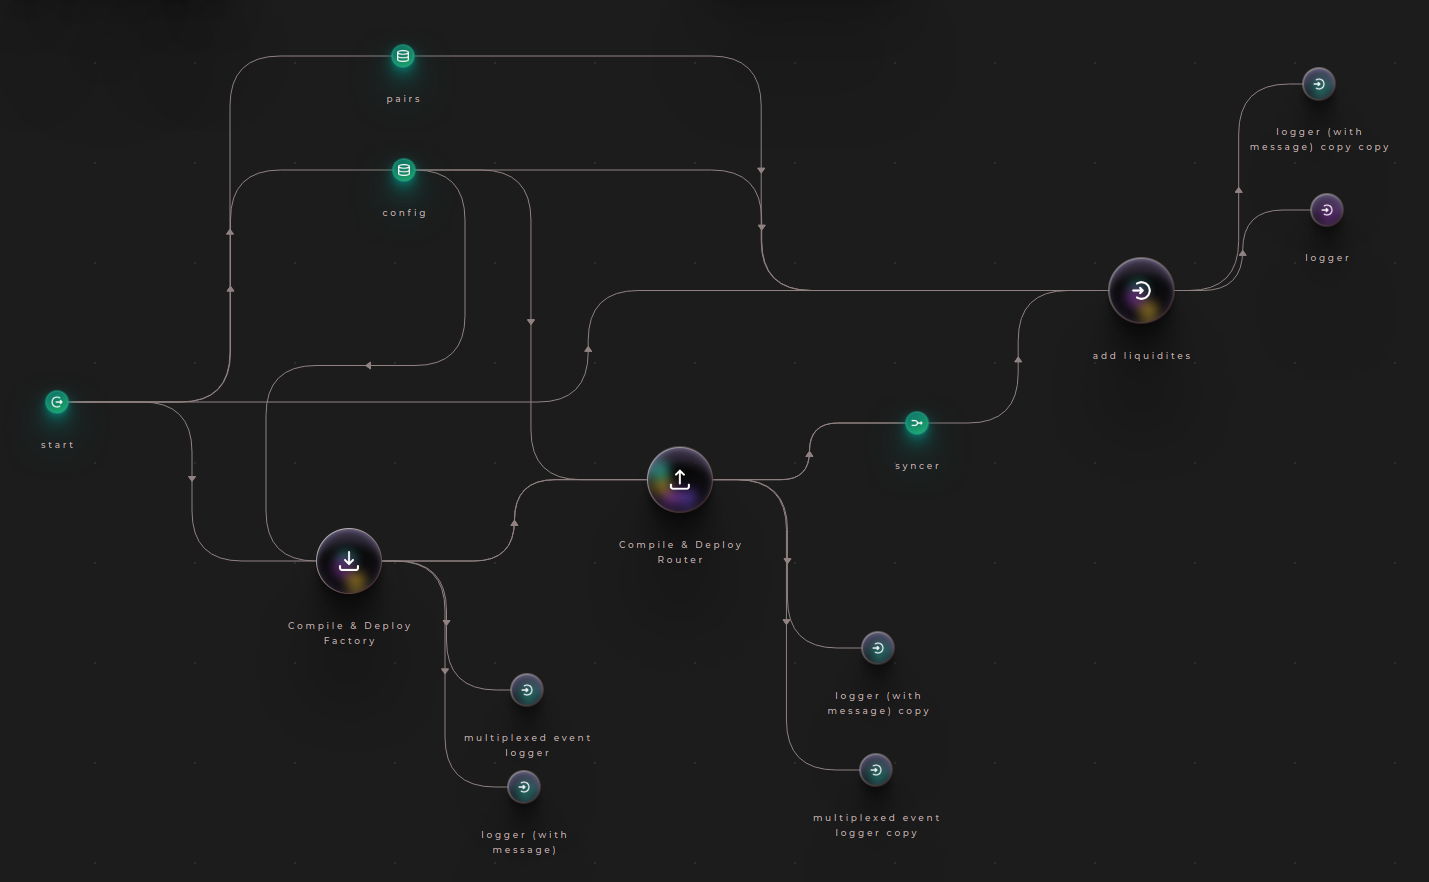 pairs
logger (with
message) copy copy
config
logger
add liquidites
start
syncer
Compile & Deploy
Router
Compile & Deploy
Factory
logger (with
message) copy
multiplexed event
logger
multiplexed event
logger copy
logger (with
message)